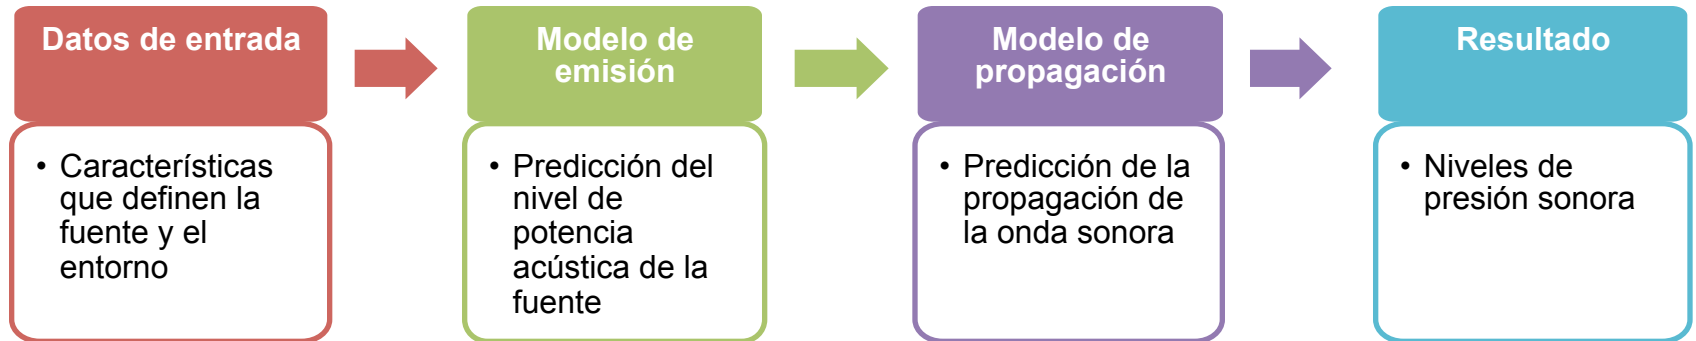 Datos de entrada
• Características
que definen la
fuente y el
entorno
Modelo de
emisión
• Predicción del
nivel de
potencia
acústica de la
fuente
Modelo de
propagación
• Predicción de la
propagación de
la onda sonora
Resultado
• Niveles de
presión sonora